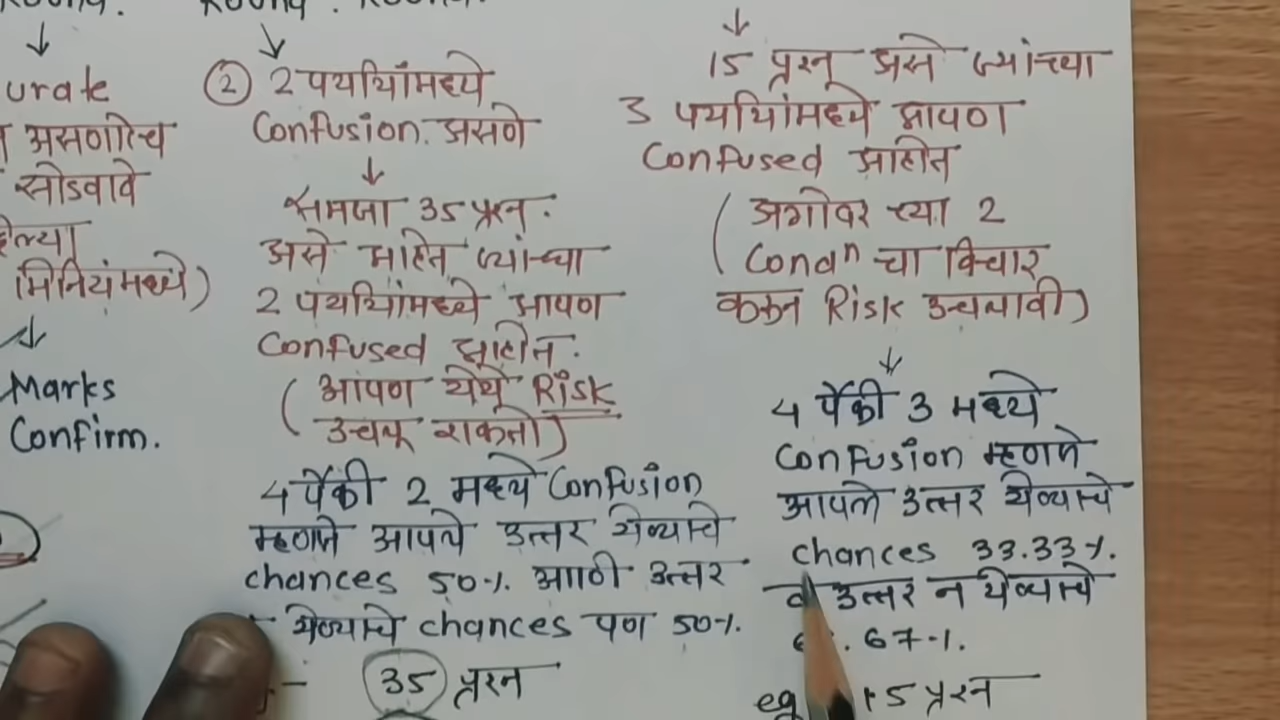 Round. Round. Round.
urate
असणारेच
सोडवावे
मिनियंमध्ये)
Marks
Confirm.
② 2 पर्यायांमध्ये
Confusion. असणे
समजा 35 प्रश्न.
असे आहेत ज्यांच्या
2 पर्यायांमध्ये आपण
Confused आहोत.
(आपण येथे Risk
उचलू शकतो)
4 पैकी 2 मध्ये Confusion
म्हणजे आपले उत्तर येण्याचे
chances 50%. आणि उत्तर
येण्याचे chances पण 50%.
35 प्रश्न
15 प्रश्न असे ज्यांच्या
3 पर्यायांमध्ये आपण
Confused आहोत
(अगोदर च्या 2
Condⁿ चा विचार
करून Risk उचलावी)
4 पैकी 3 मध्ये
Confusion म्हणजे
आपले उत्तर येण्याचे
chances 33.33%.
व उत्तर न येण्याचे
.67%.
eg 15 प्रश्न